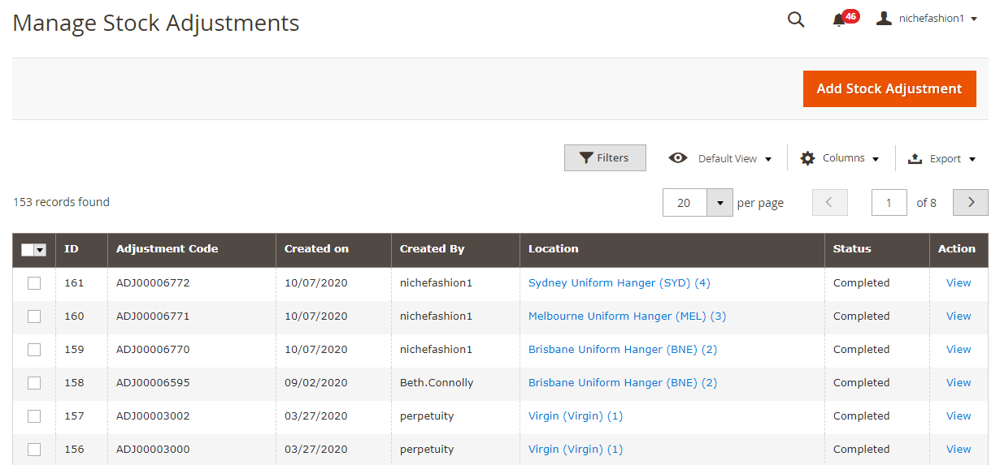 Manage Stock Adjustments
46
nichefashion1
Add Stock Adjustment
Filters
Default View
Columns
Export
153 records found
20 per page
1 of 8
ID Adjustment Code Created on Created By Location Status Action
161 ADJ00006772 10/07/2020 nichefashion1 Sydney Uniform Hanger (SYD) (4) Completed View
160 ADJ00006771 10/07/2020 nichefashion1 Melbourne Uniform Hanger (MEL) (3) Completed View
159 ADJ00006770 10/07/2020 nichefashion1 Brisbane Uniform Hanger (BNE) (2) Completed View
158 ADJ00006595 09/02/2020 Beth.Connolly Brisbane Uniform Hanger (BNE) (2) Completed View
157 ADJ00003002 03/27/2020 perpetuity Virgin (Virgin) (1) Completed View
156 ADJ00003000 03/27/2020 perpetuity Virgin (Virgin) (1) Completed View